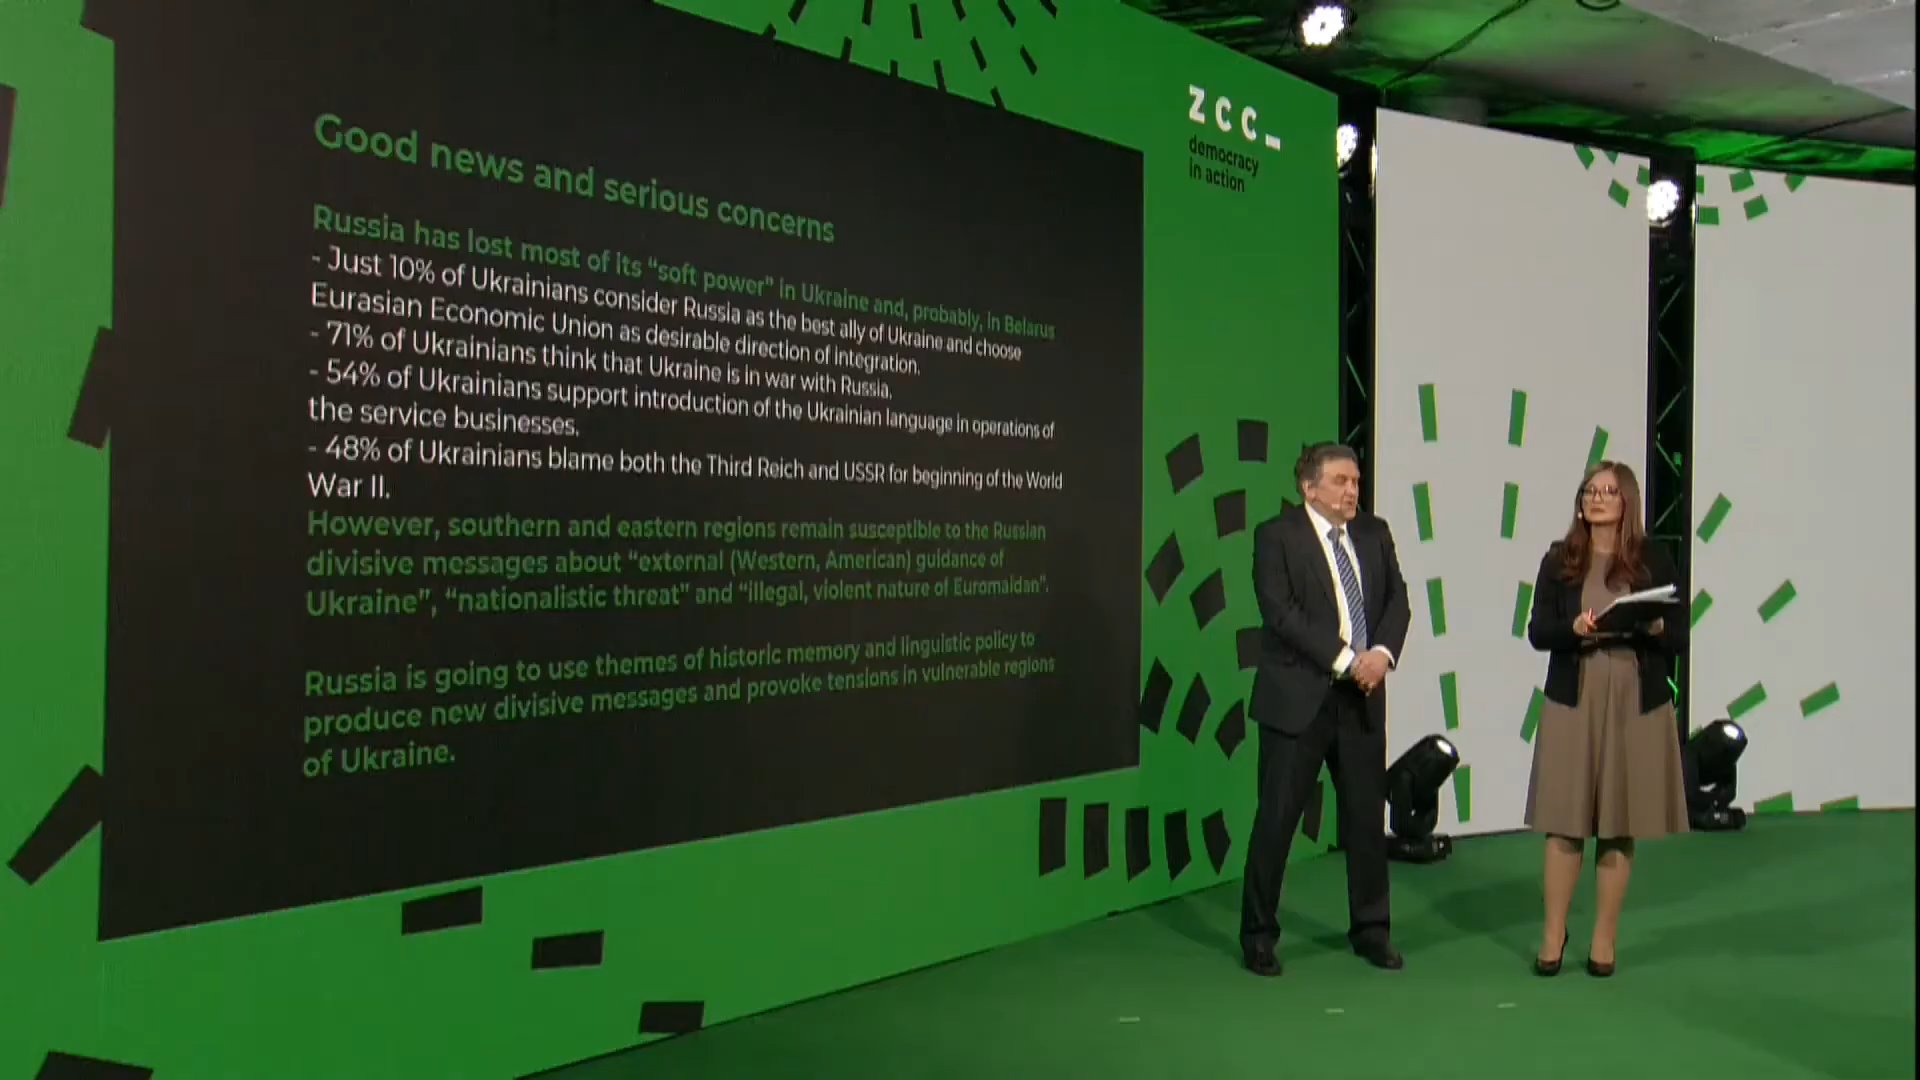 Good news and serious concerns
Russia has lost most of its “soft power” in Ukraine and, probably, in Belarus
- Just 10% of Ukrainians consider Russia as the best ally of Ukraine and choose
Eurasian Economic Union as desirable direction of integration.
- 71% of Ukrainians think that Ukraine is in war with Russia.
- 54% of Ukrainians support introduction of the Ukrainian language in operations of
the service businesses.
- 48% of Ukrainians blame both the Third Reich and USSR for beginning of the World
War II.
However, southern and eastern regions remain susceptible to the Russian
divisive messages about “external (Western, American) guidance of
Ukraine”, “nationalistic threat” and “illegal, violent nature of Euromaidan”.
Russia is going to use themes of historic memory and linguistic policy to
produce new divisive messages and provoke tensions in vulnerable regions
of Ukraine.
ZCC_
democracy
in action